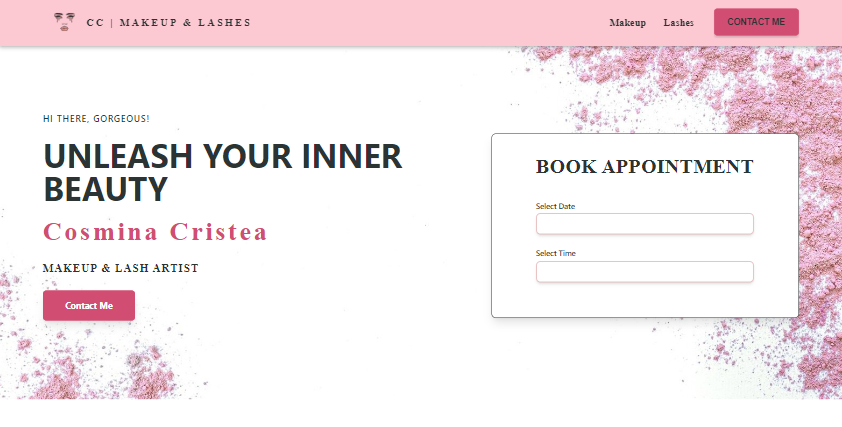 CC | MAKEUP & LASHES
Makeup
Lashes
CONTACT ME
HI THERE, GORGEOUS!
UNLEASH YOUR INNER
BEAUTY
Cosmina Cristea
MAKEUP & LASH ARTIST
Contact Me
BOOK APPOINTMENT
Select Date
Select Time